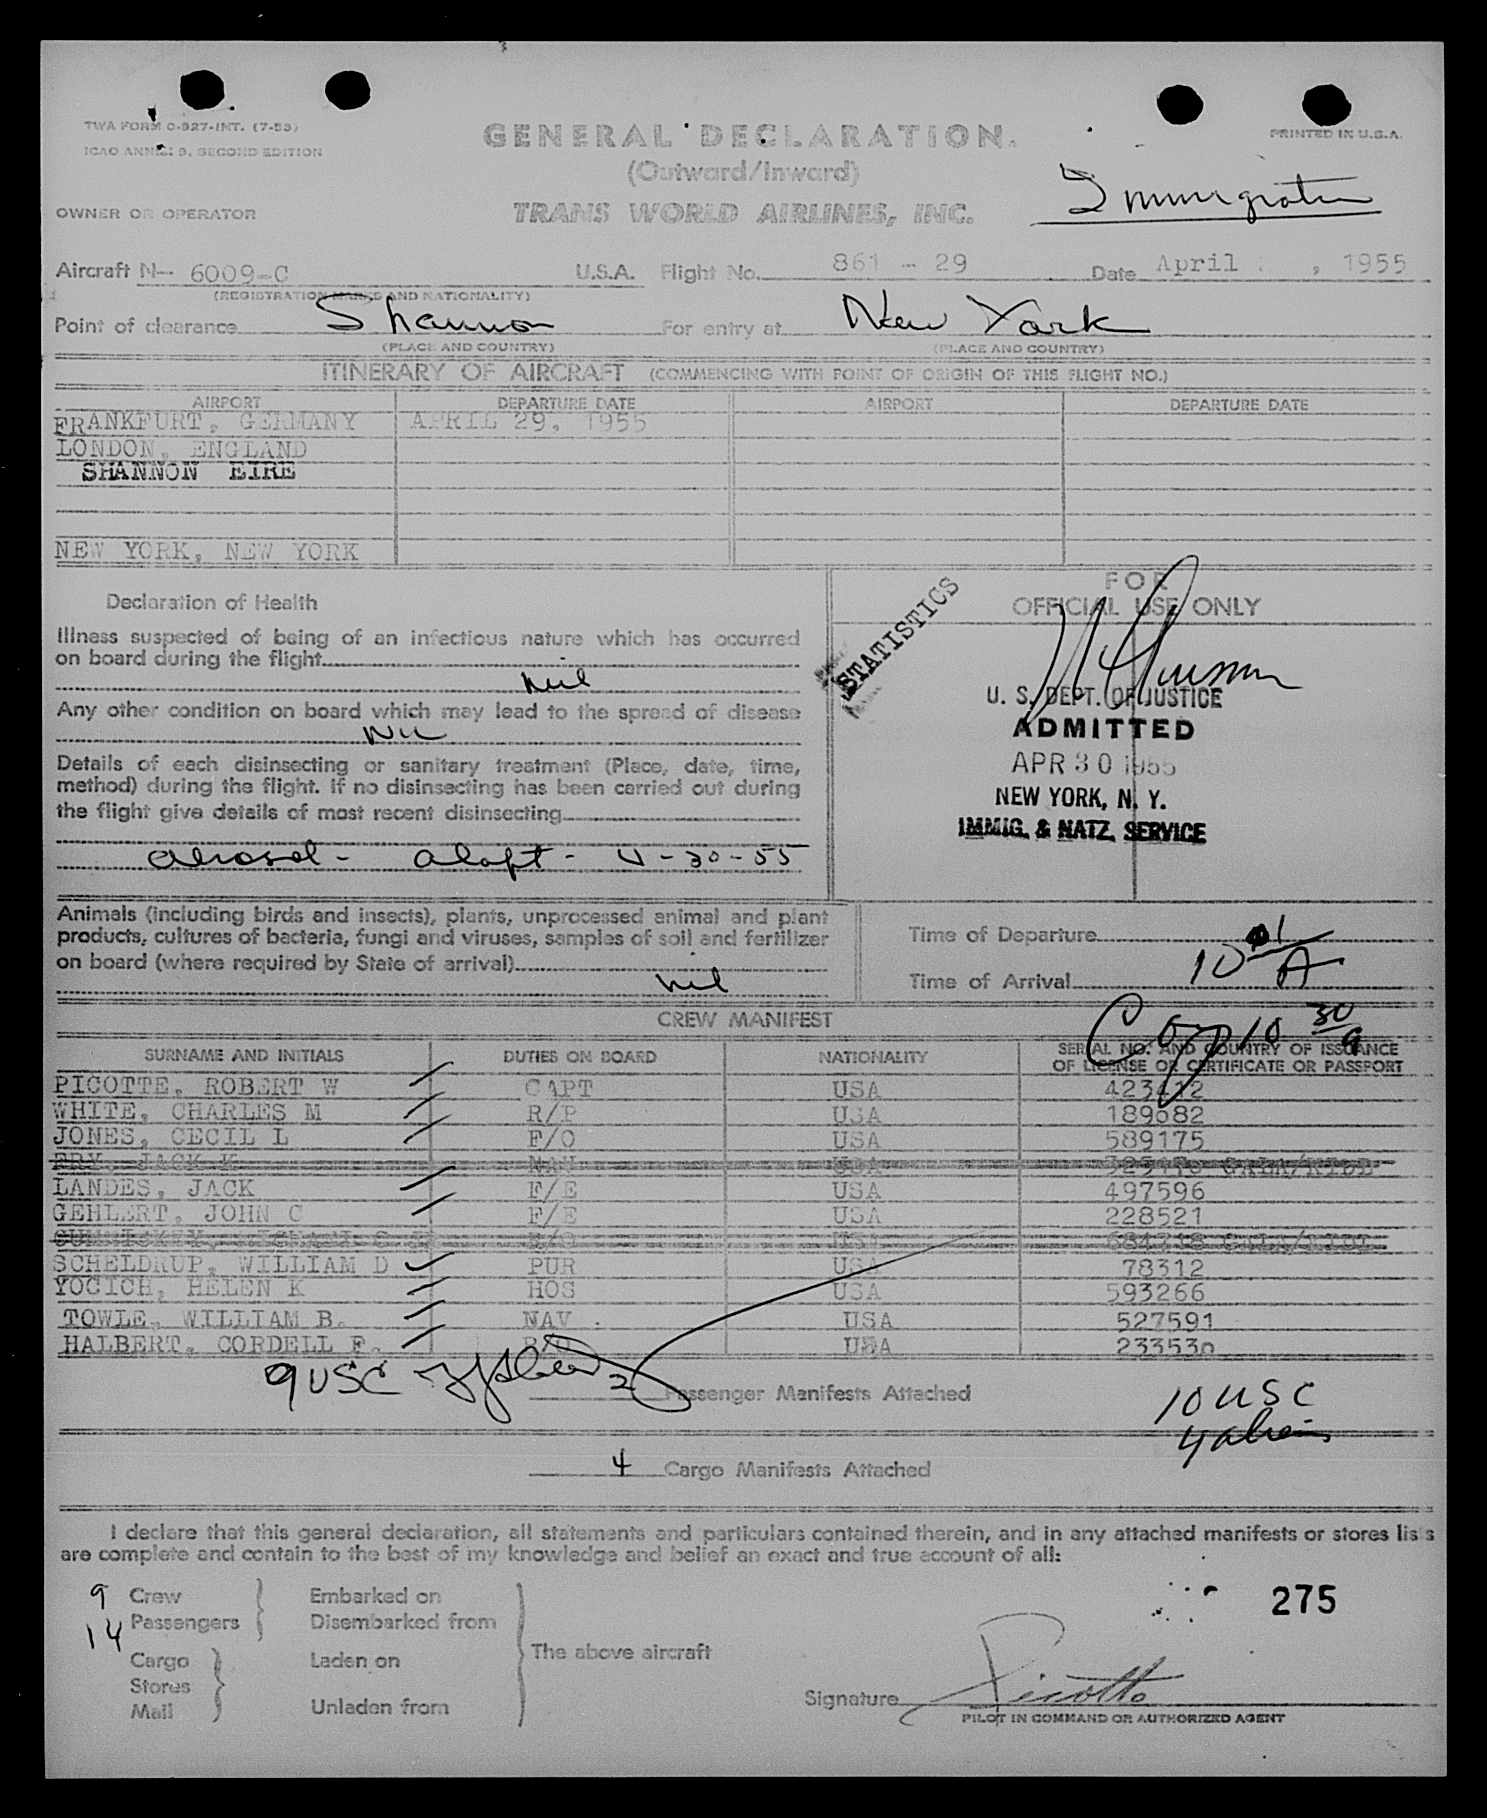 TWA FORM O-927-INT. (7-53)
ICAO ANNEX 9, SECOND EDITION
GENERAL DECLARATION
(Outward/Inward)
PRINTED IN U.S.A.
Immigration
OWNER OR OPERATOR
TRANS WORLD AIRLINES, INC.
Aircraft N- 6009-C U.S.A. Flight No. 861 - 29 Date April , 1955
(REGISTRATION MARKS AND NATIONALITY)
Point of clearance Shannon For entry at New York
(PLACE AND COUNTRY) (PLACE AND COUNTRY)
ITINERARY OF AIRCRAFT (COMMENCING WITH POINT OF ORIGIN OF THIS FLIGHT NO.)
AIRPORT DEPARTURE DATE AIRPORT DEPARTURE DATE
FRANKFURT, GERMANY APRIL 29, 1955
LONDON, ENGLAND
SHANNON EIRE
NEW YORK, NEW YORK
Declaration of Health
Illness suspected of being of an infectious nature which has occurred
on board during the flight
Nil
Any other condition on board which may lead to the spread of disease
Nil
Details of each disinsecting or sanitary treatment (Place, date, time,
method) during the flight. If no disinsecting has been carried out during
the flight give details of most recent disinsecting
aerosol - aloft - 4-30-55
FOR
OFFICIAL USE ONLY
STATISTICS
U. S. DEPT. OF JUSTICE
ADMITTED
APR 30 1955
NEW YORK, N. Y.
IMMIG. & NATZ. SERVICE
Animals (including birds and insects), plants, unprocessed animal and plant
products, cultures of bacteria, fungi and viruses, samples of soil and fertilizer
on board (where required by State of arrival)
nil
Time of Departure
Time of Arrival 10 01 A
CREW MANIFEST
10 30 a
SURNAME AND INITIALS DUTIES ON BOARD NATIONALITY SERIAL NO. AND COUNTRY OF ISSUANCE
OF LICENSE OR CERTIFICATE OR PASSPORT
PICOTTE, ROBERT W CAPT USA 423412
WHITE, CHARLES M R/P USA 189682
JONES, CECIL L F/O USA 589175
FRY, JACK K NAV USA
LANDES, JACK F/E USA 497596
GEHLERT, JOHN C F/E USA 228521
SCHELDRUP, WILLIAM D PUR USA 78312
YOCICH, HELEN K HOS USA 593266
TOWLE, WILLIAM B. NAV. USA 527591
HALBERT, CORDELL F. USA 233530
9 USC
2 Passenger Manifests Attached
10 USC
4 aliens
4 Cargo Manifests Attached
I declare that this general declaration, all statements and particulars contained therein, and in any attached manifests or stores lists
are complete and contain to the best of my knowledge and belief an exact and true account of all:
9 Crew Embarked on
14 Passengers Disembarked from
The above aircraft
Cargo Laden on
Stores
Mail Unladen from
275
Signature Picotte
PILOT IN COMMAND OR AUTHORIZED AGENT